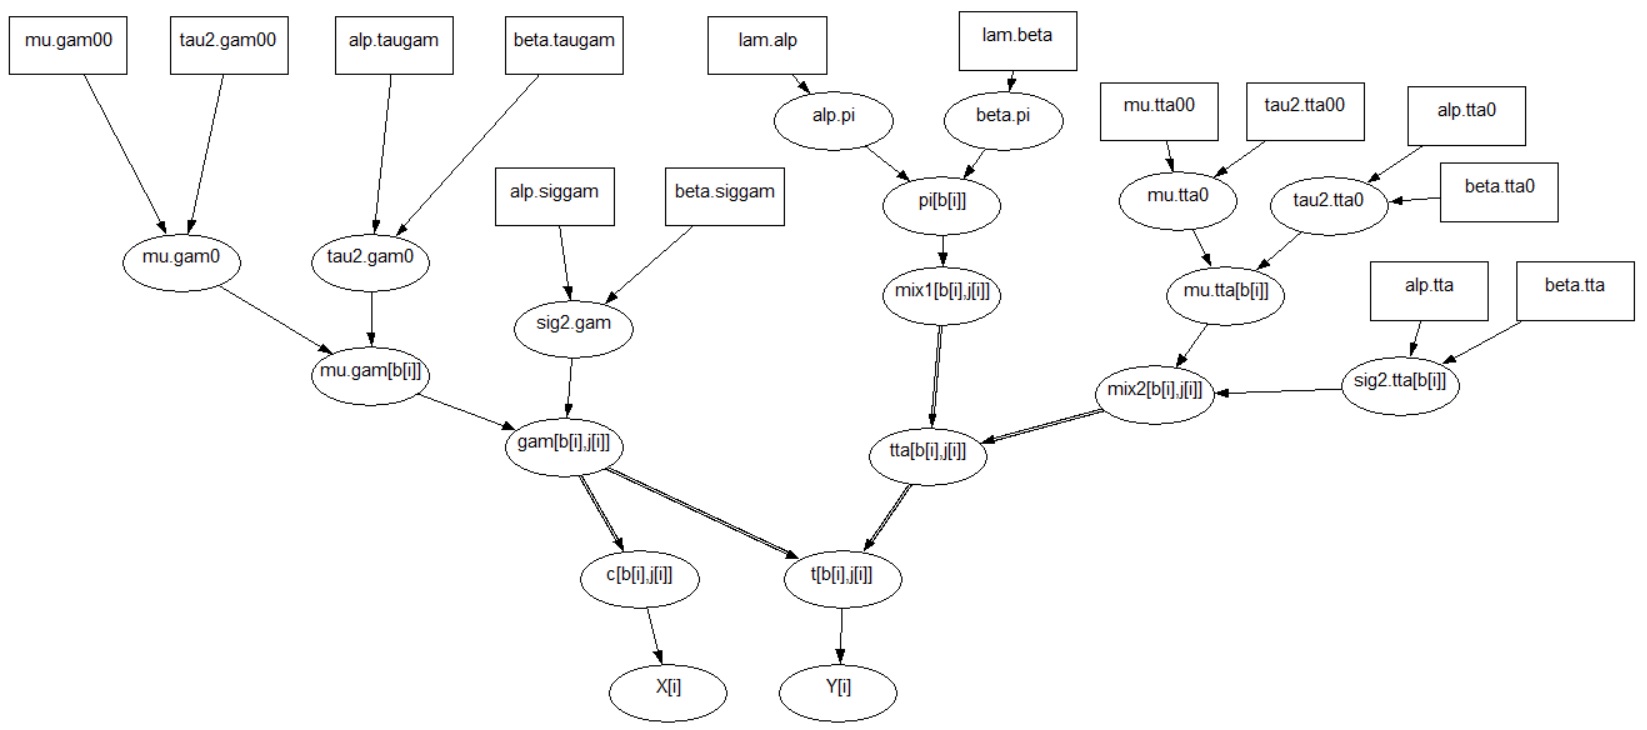 mu.gam00
tau2.gam00
alp.taugam
beta.taugam
lam.alp
lam.beta
mu.tta00
tau2.tta00
alp.tta0
alp.pi
beta.pi
alp.siggam
beta.siggam
pi[b[i]]
mu.tta0
tau2.tta0
beta.tta0
mu.gam0
tau2.gam0
mix1[b[i],j[i]]
mu.tta[b[i]]
alp.tta
beta.tta
sig2.gam
mu.gam[b[i]]
mix2[b[i],j[i]]
sig2.tta[b[i]]
gam[b[i],j[i]]
tta[b[i],j[i]]
c[b[i],j[i]]
t[b[i],j[i]]
X[i]
Y[i]